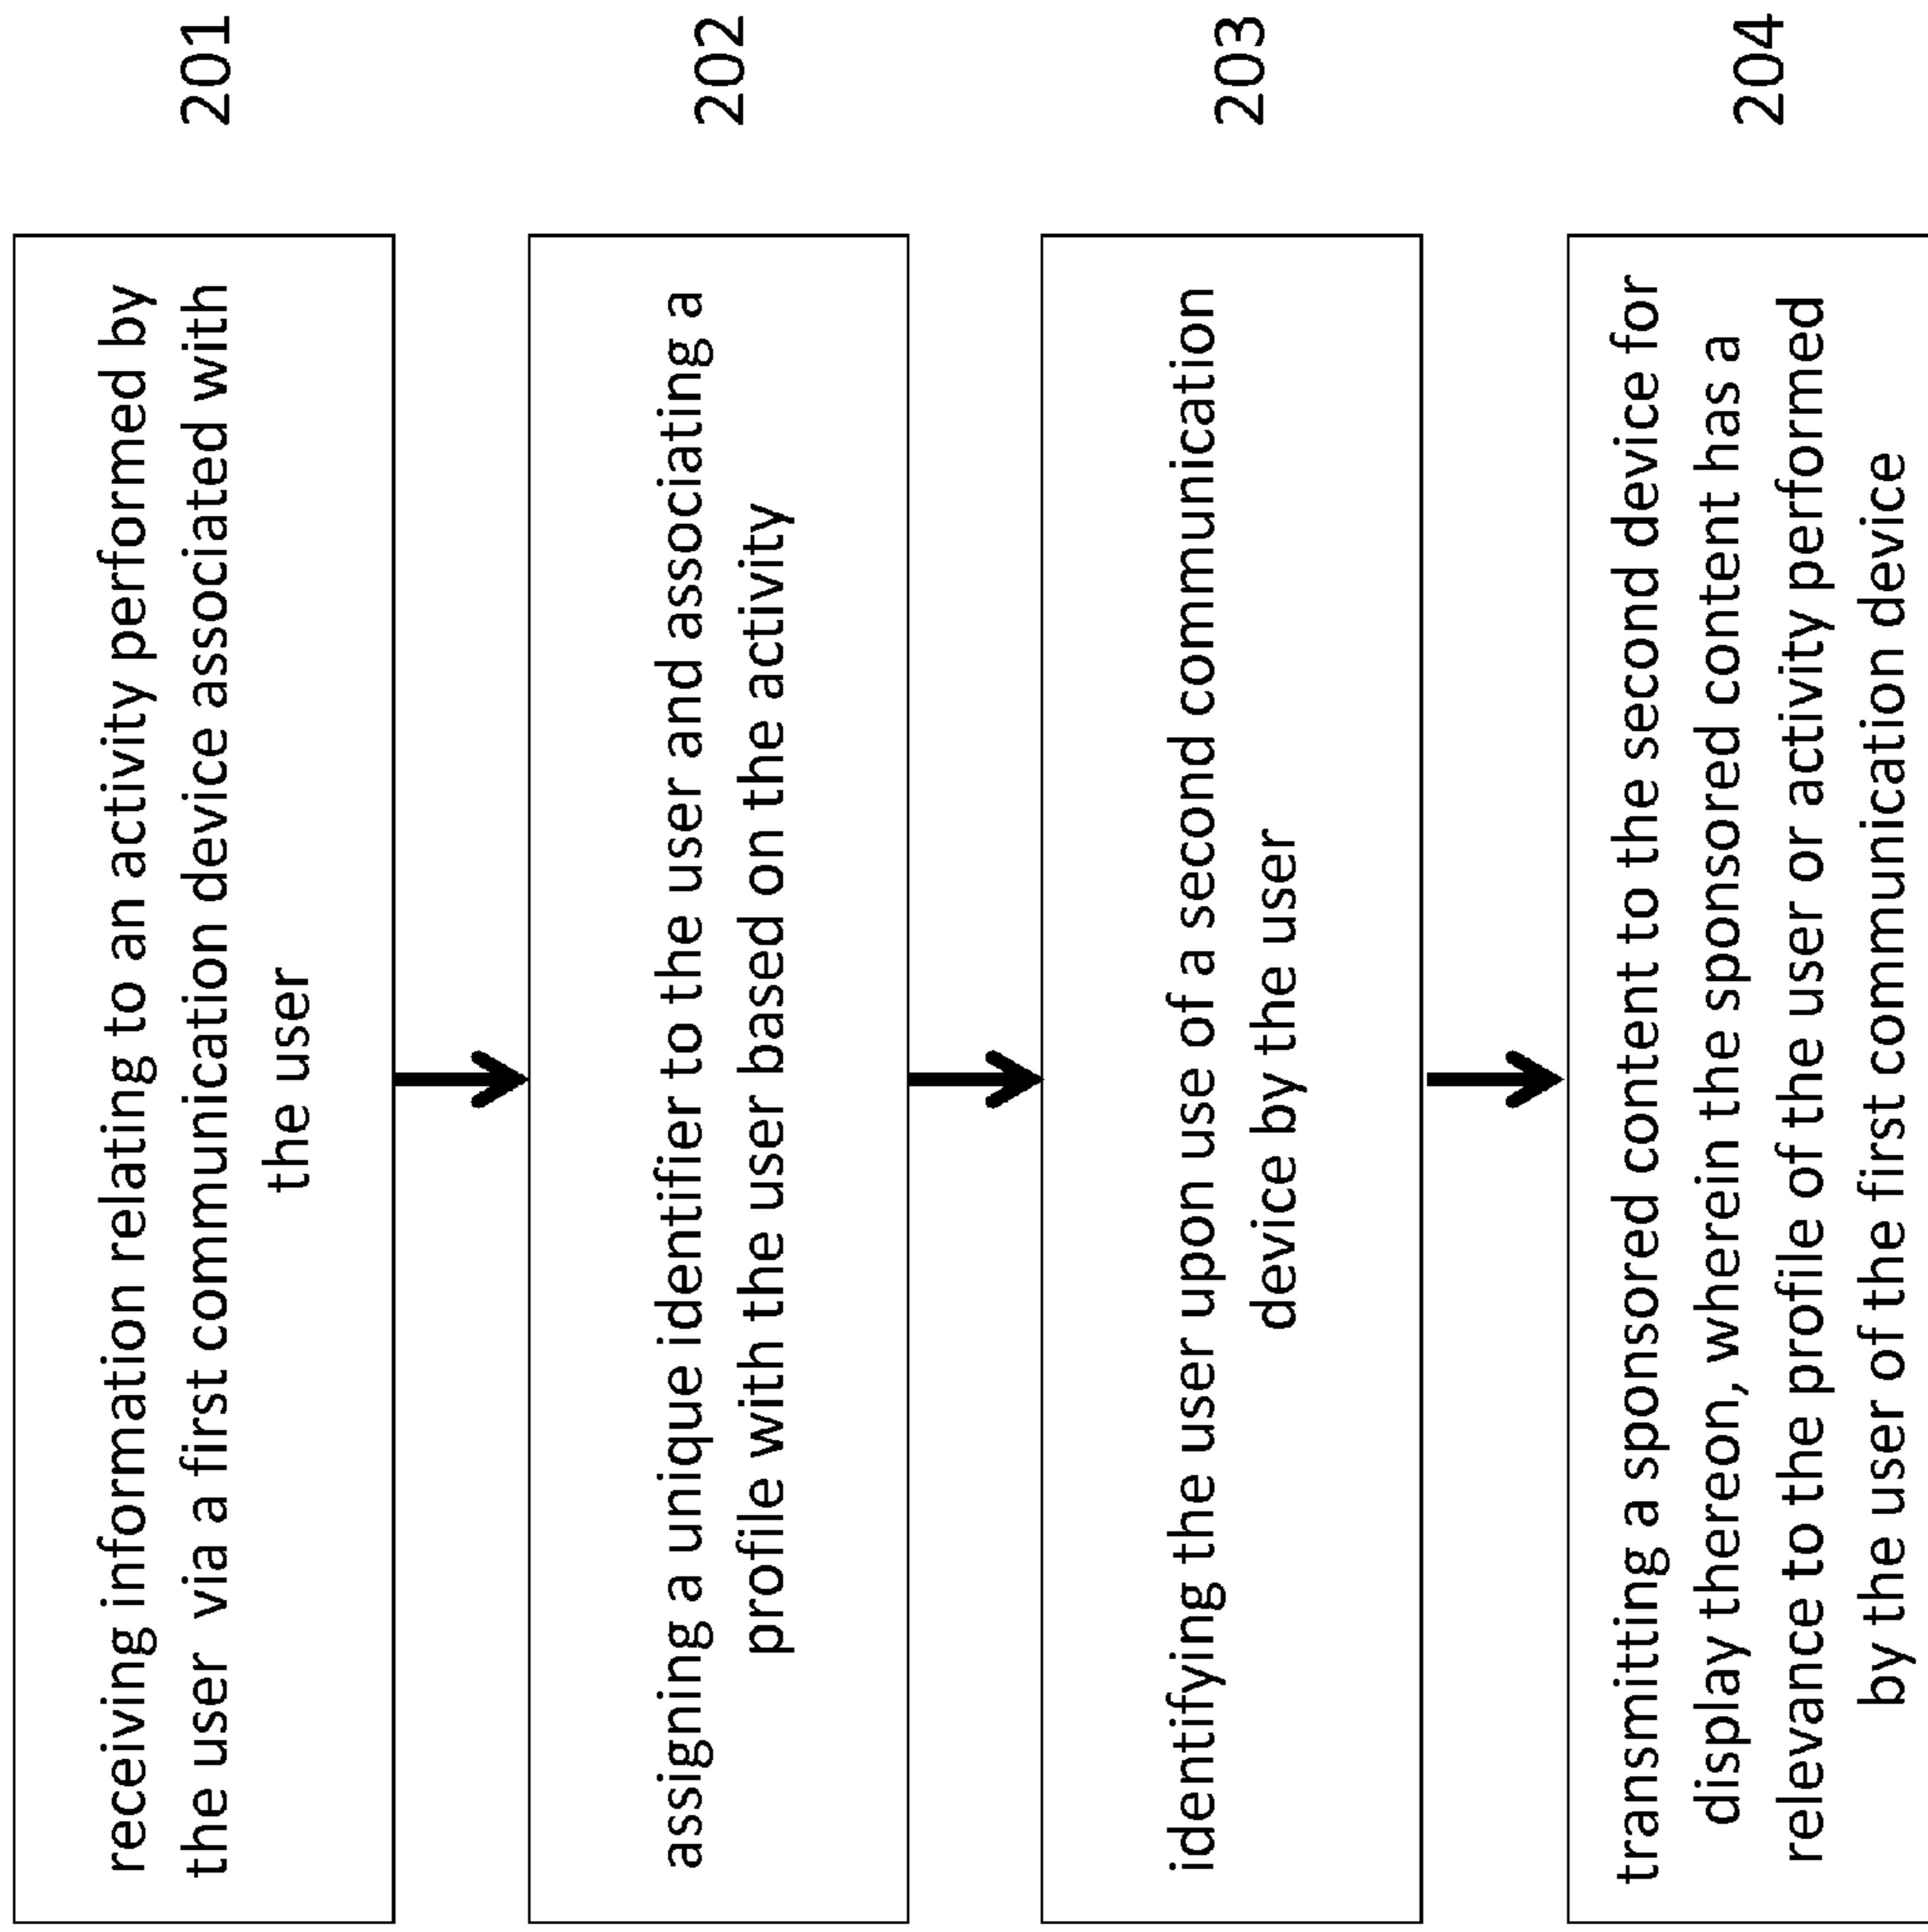 receiving information relating to an activity performed by
the user via a first communication device associated with
the user
201
assigning a unique identifier to the user and associating a
profile with the user based on the activity
202
identifying the user upon use of a second communication
device by the user
203
transmitting a sponsored content to the second device for
display thereon, wherein the sponsored content has a
relevance to the profile of the user or activity performed
by the user of the first communication device
204